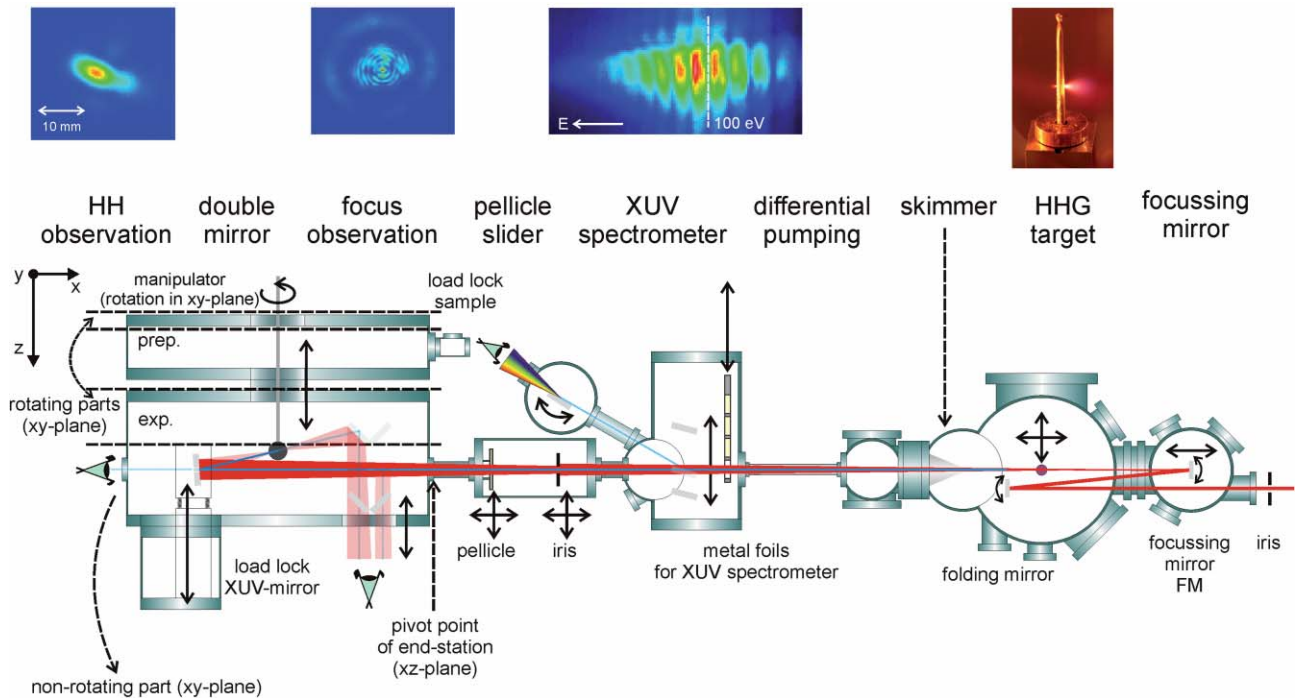 10 mm
E
100 eV
HH
observation
double
mirror
focus
observation
pellicle
slider
XUV
spectrometer
differential
pumping
skimmer
HHG
target
focussing
mirror
y
x
z
manipulator
(rotation in xy-plane)
load lock
sample
prep.
rotating parts
(xy-plane)
exp.
pellicle
iris
metal foils
for XUV spectrometer
folding mirror
focussing
mirror
FM
iris
load lock
XUV-mirror
pivot point
of end-station
(xz-plane)
non-rotating part (xy-plane)